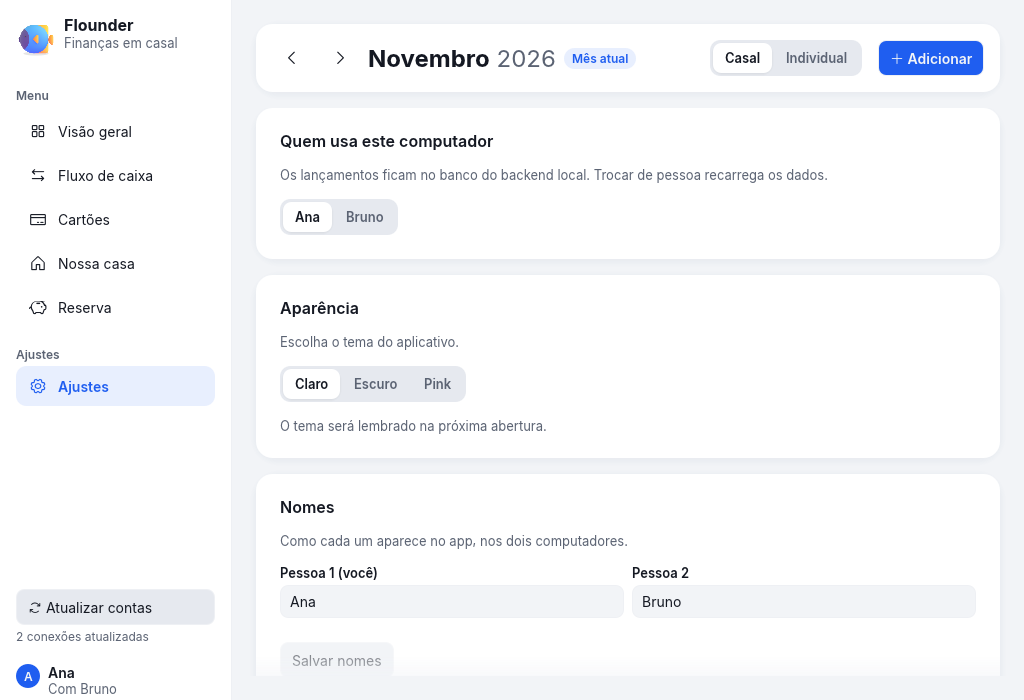 Flounder
Finanças em casal
Menu
Visão geral
Fluxo de caixa
Cartões
Nossa casa
Reserva
Ajustes
Ajustes
Atualizar contas
2 conexões atualizadas
A
Ana
Com Bruno
Novembro 2026
Mês atual
Casal
Individual
Adicionar
Quem usa este computador
Os lançamentos ficam no banco do backend local. Trocar de pessoa recarrega os dados.
Ana
Bruno
Aparência
Escolha o tema do aplicativo.
Claro
Escuro
Pink
O tema será lembrado na próxima abertura.
Nomes
Como cada um aparece no app, nos dois computadores.
Pessoa 1 (você)
Pessoa 2
Ana
Bruno
Salvar nomes